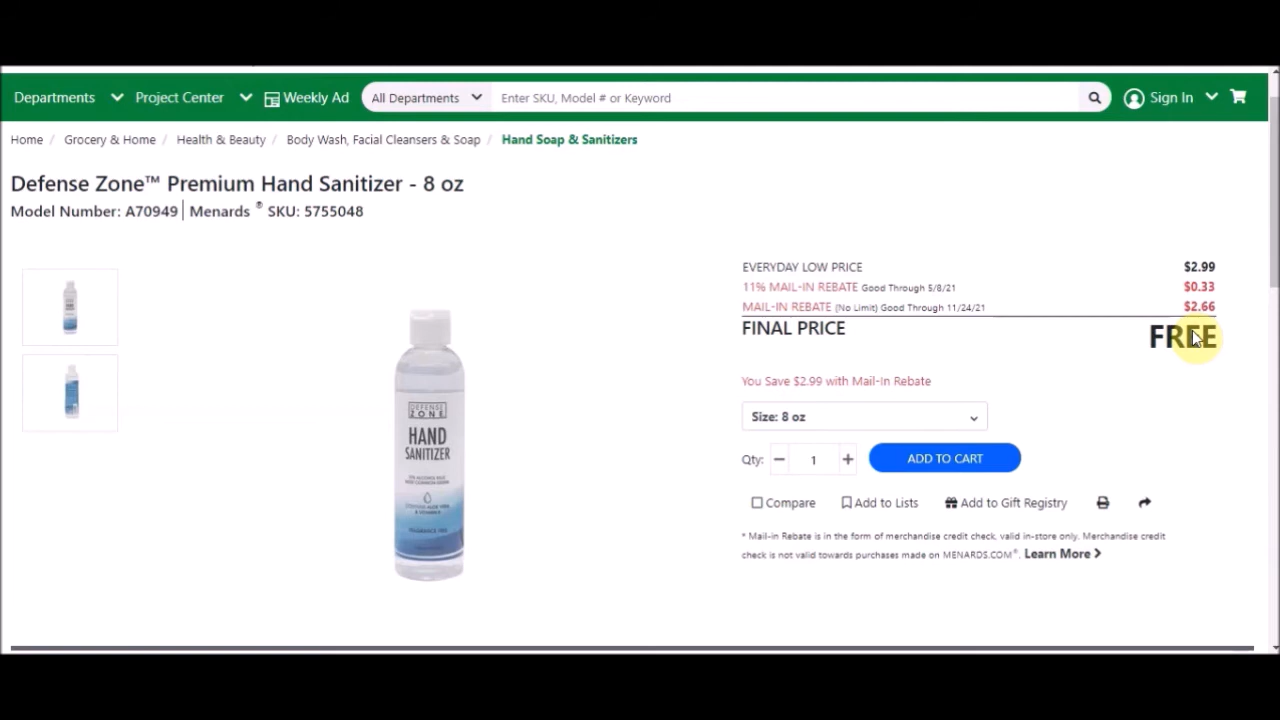 Departments Project Center Weekly Ad All Departments Enter SKU, Model # or Keyword Sign In
Home / Grocery & Home / Health & Beauty / Body Wash, Facial Cleansers & Soap / Hand Soap & Sanitizers
Defense Zone™ Premium Hand Sanitizer - 8 oz
Model Number: A70949 | Menards ® SKU: 5755048
EVERYDAY LOW PRICE $2.99
11% MAIL-IN REBATE Good Through 5/8/21 $0.33
MAIL-IN REBATE (No Limit) Good Through 11/24/21 $2.66
FINAL PRICE FREE
You Save $2.99 with Mail-In Rebate
Size: 8 oz
Qty: − 1 + ADD TO CART
Compare Add to Lists Add to Gift Registry
* Mail-in Rebate is in the form of merchandise credit check, valid in-store only. Merchandise credit
check is not valid towards purchases made on MENARDS.COM®. Learn More
DEFENSE
ZONE
HAND
SANITIZER